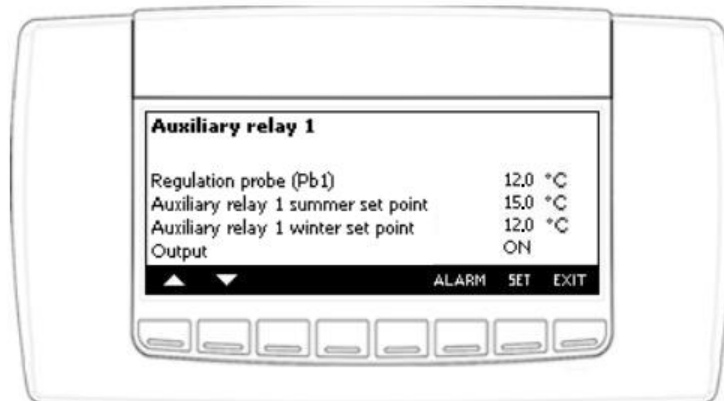 Auxiliary relay 1
Regulation probe (Pb1) 12.0 °C
Auxiliary relay 1 summer set point 15.0 °C
Auxiliary relay 1 winter set point 12.0 °C
Output ON
ALARM SET EXIT